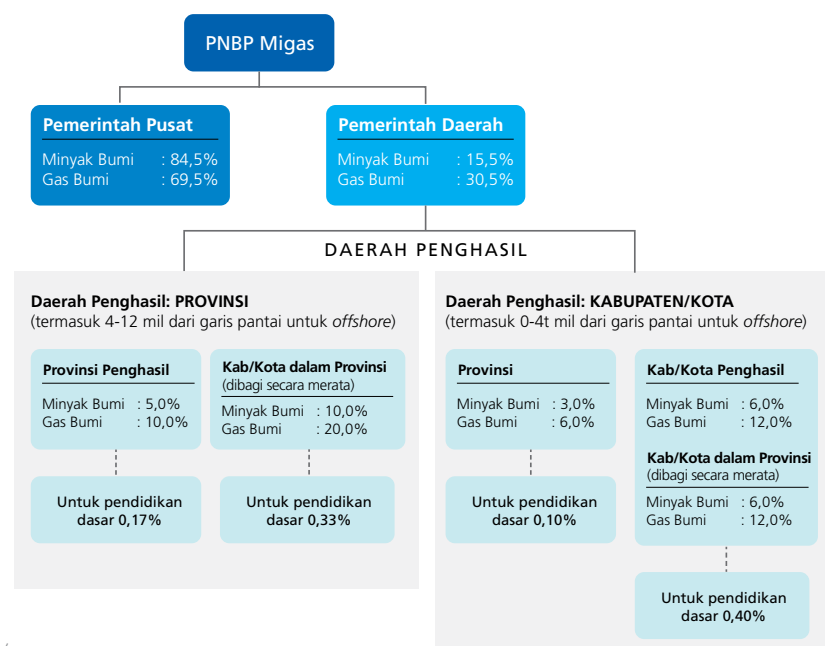 PNBP Migas
Pemerintah Pusat
Minyak Bumi : 84,5%
Gas Bumi : 69,5%
Pemerintah Daerah
Minyak Bumi : 15,5%
Gas Bumi : 30,5%
DAERAH PENGHASIL
Daerah Penghasil: PROVINSI
(termasuk 4-12 mil dari garis pantai untuk offshore)
Provinsi Penghasil
Minyak Bumi : 5,0%
Gas Bumi : 10,0%
Untuk pendidikan
dasar 0,17%
Kab/Kota dalam Provinsi
(dibagi secara merata)
Minyak Bumi : 10,0%
Gas Bumi : 20,0%
Untuk pendidikan
dasar 0,33%
Daerah Penghasil: KABUPATEN/KOTA
(termasuk 0-4t mil dari garis pantai untuk offshore)
Provinsi
Minyak Bumi : 3,0%
Gas Bumi : 6,0%
Untuk pendidikan
dasar 0,10%
Kab/Kota Penghasil
Minyak Bumi : 6,0%
Gas Bumi : 12,0%
Kab/Kota dalam Provinsi
(dibagi secara merata)
Minyak Bumi : 6,0%
Gas Bumi : 12,0%
Untuk pendidikan
dasar 0,40%